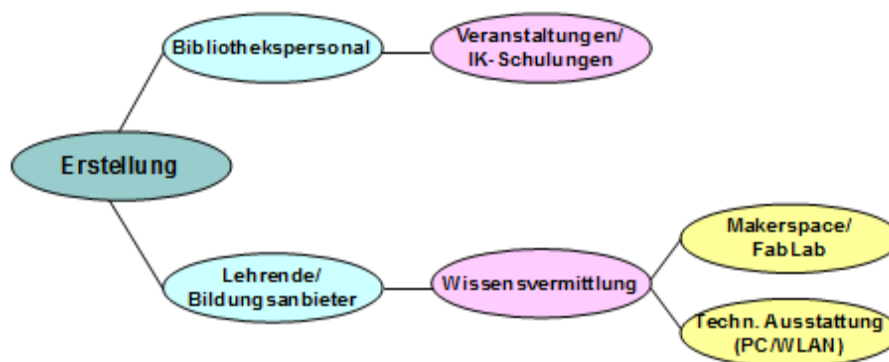 Bibliothekspersonal
Veranstaltungen/
IK-Schulungen
Erstellung
Lehrende/
Bildungsanbieter
Wissensvermittlung
Makerspace/
FabLab
Techn. Ausstattung
(PC/WLAN)